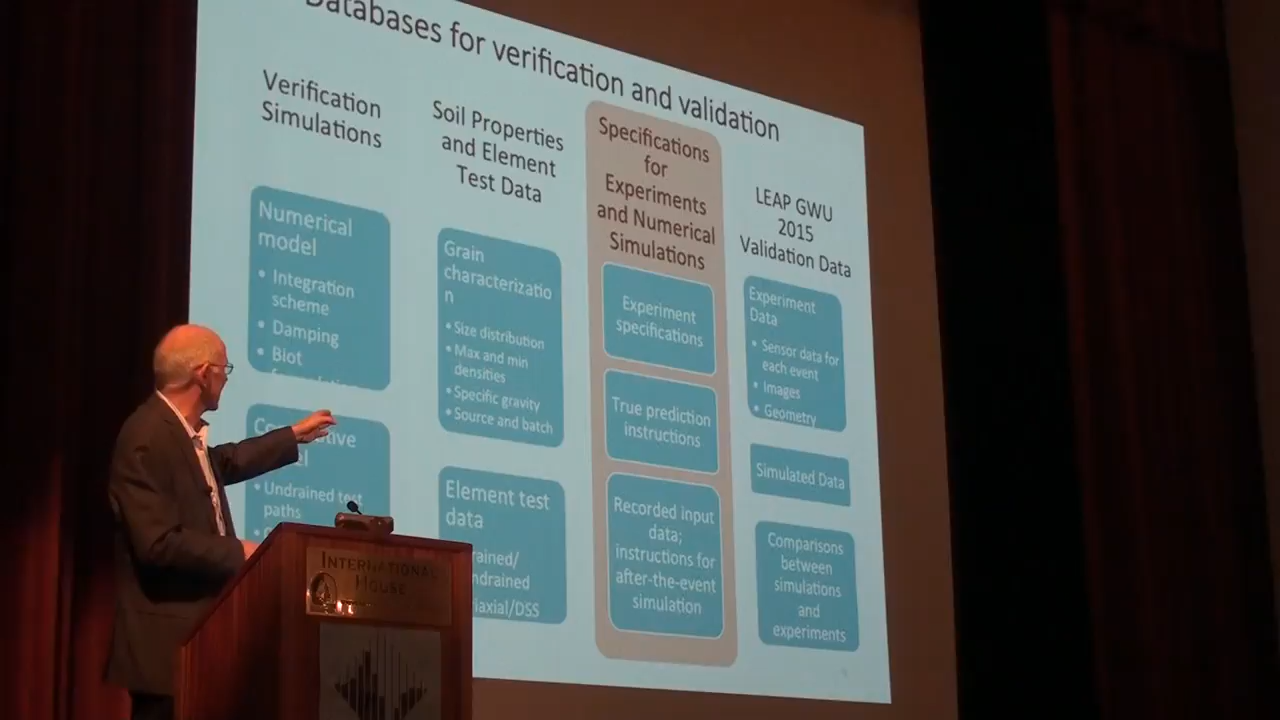 Databases for verification and validation
Verification
Simulations
Numerical
model
• Integration
scheme
• Damping
• Biot
• Undrained test
paths
Soil Properties
and Element
Test Data
Grain
characterizatio
n
• Size distribution
• Max and min
densities
• Specific gravity
• Source and batch
Element test
data
Specifications
for
Experiments
and Numerical
Simulations
Experiment
specifications
True prediction
instructions
Recorded input
data;
instructions for
after-the-event
simulation
LEAP GWU
2015
Validation Data
Experiment
Data
• Sensor data for
each event
• Images
• Geometry
Simulated Data
Comparisons
between
simulations
and
experiments
INTERNATIONAL
HOUSE